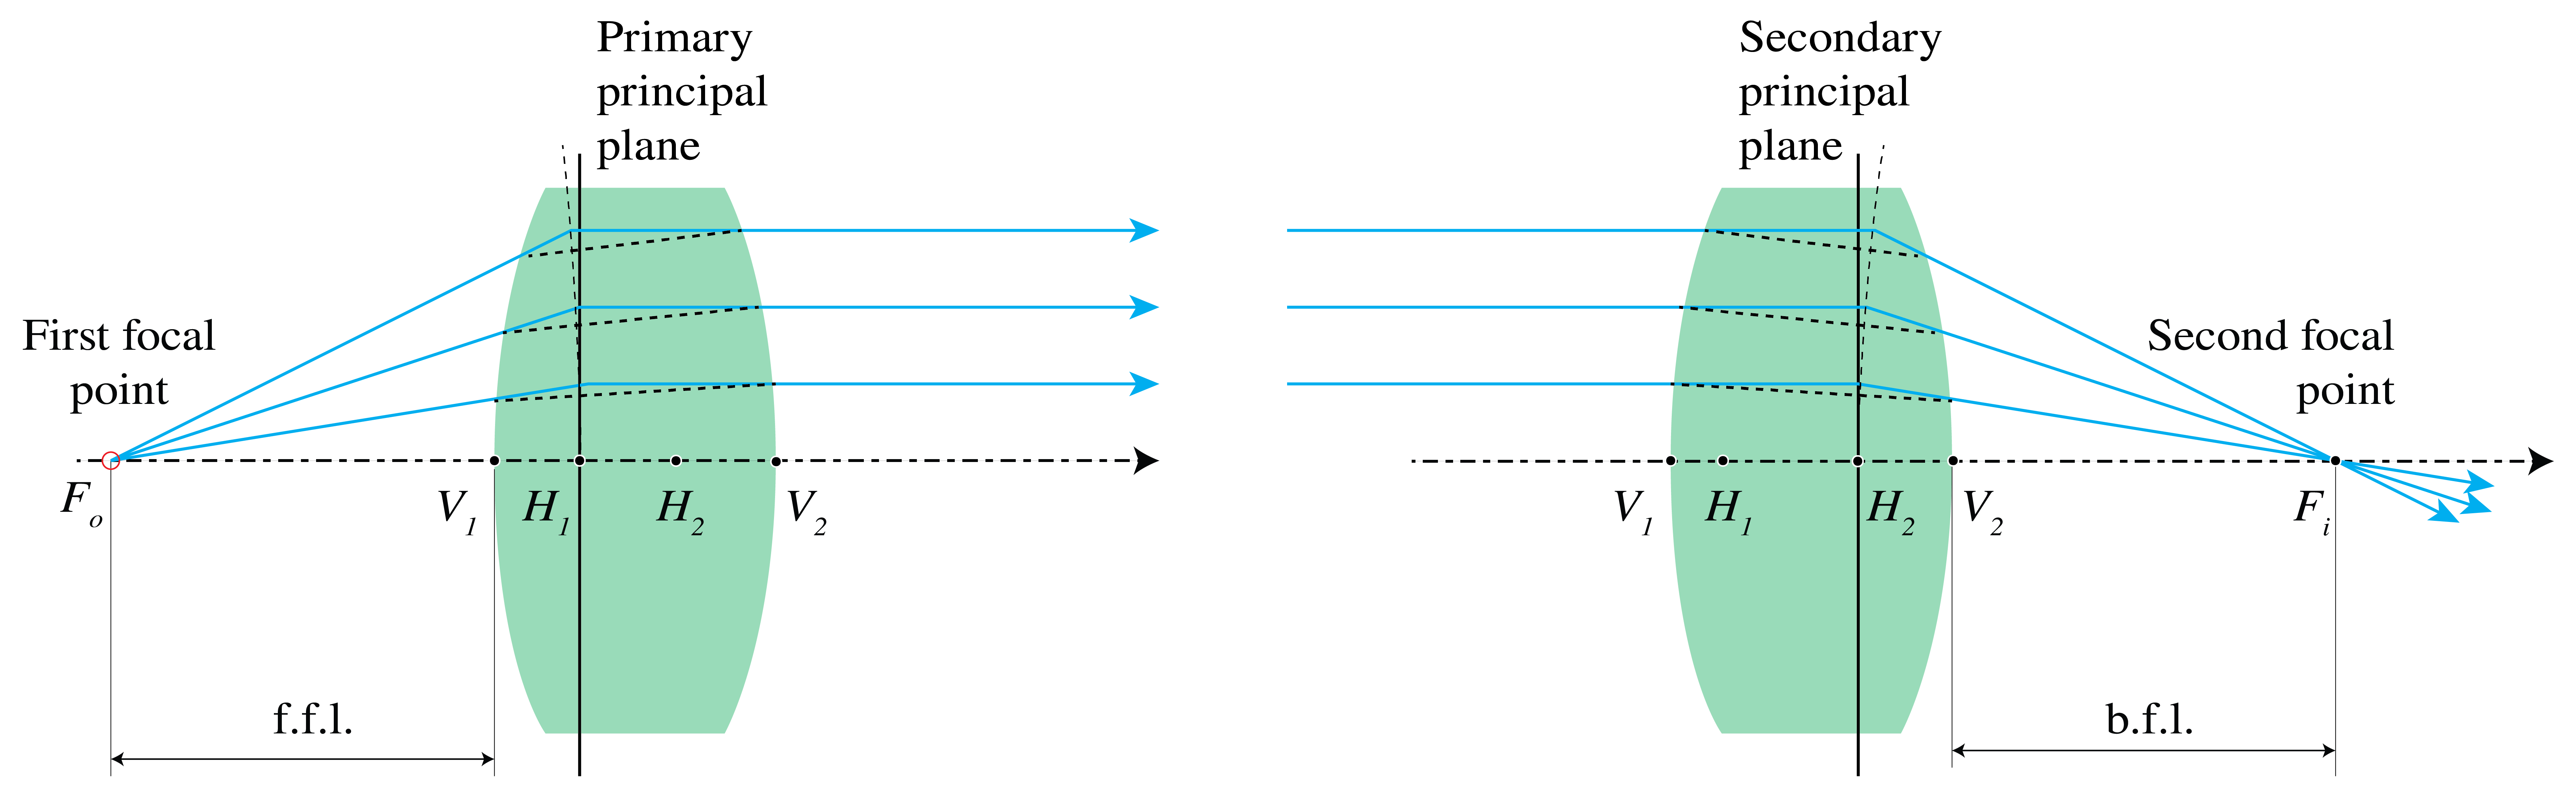 Primary
principal
plane
First focal
point
F_o
V_1 H_1 H_2 V_2
f.f.l.
Secondary
principal
plane
Second focal
point
V_1 H_1 H_2 V_2 F_i
b.f.l.